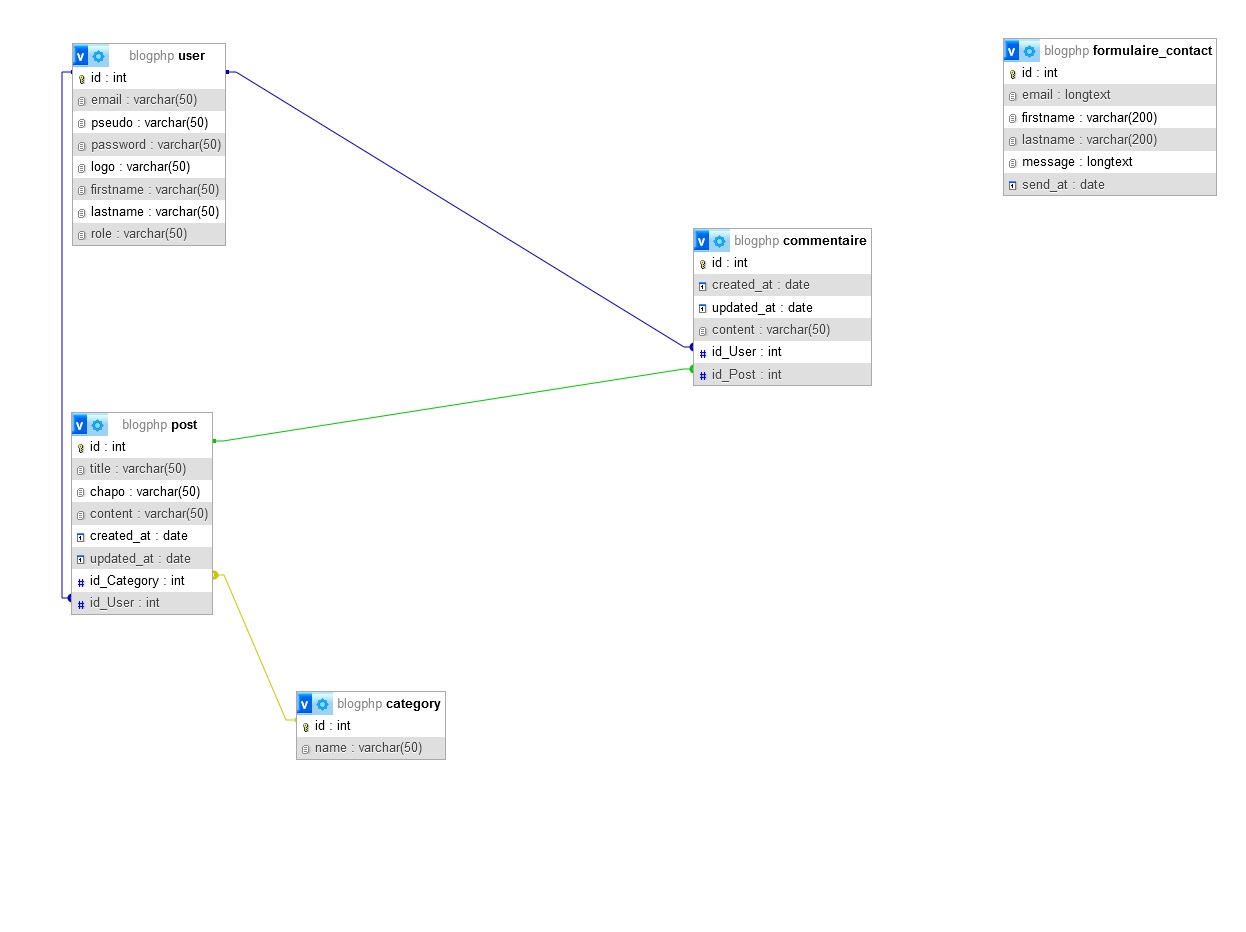 v blogphp user
id : int
email : varchar(50)
pseudo : varchar(50)
password : varchar(50)
logo : varchar(50)
firstname : varchar(50)
lastname : varchar(50)
role : varchar(50)
v blogphp formulaire_contact
id : int
email : longtext
firstname : varchar(200)
lastname : varchar(200)
message : longtext
send_at : date
v blogphp commentaire
id : int
created_at : date
updated_at : date
content : varchar(50)
# id_User : int
# id_Post : int
v blogphp post
id : int
title : varchar(50)
chapo : varchar(50)
content : varchar(50)
created_at : date
updated_at : date
# id_Category : int
# id_User : int
v blogphp category
id : int
name : varchar(50)